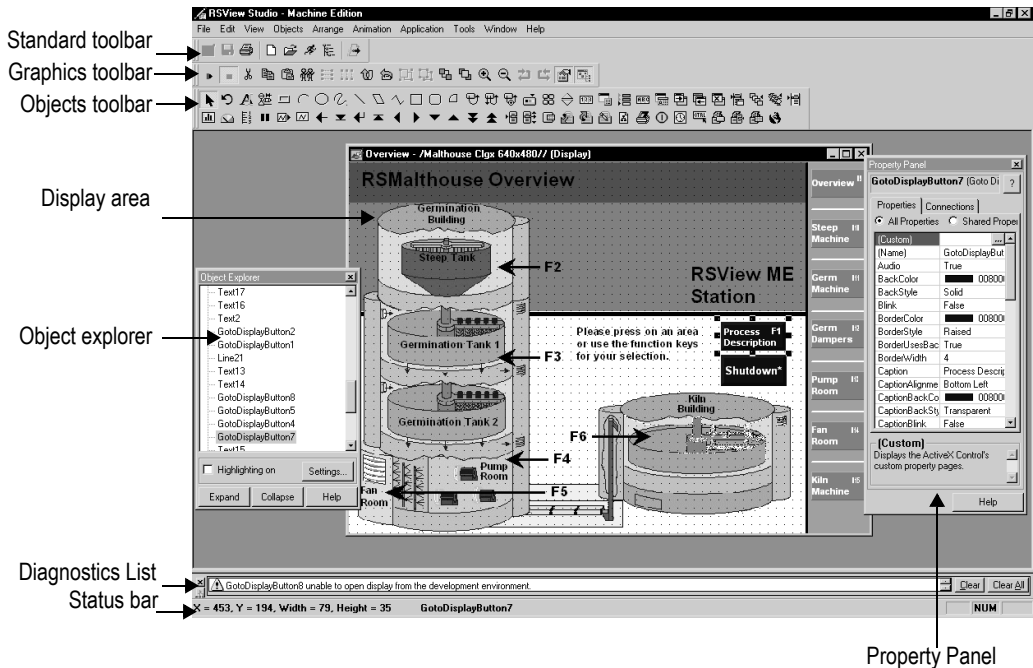 RSView Studio - Machine Edition
File Edit View Objects Arrange Animation Application Tools Window Help
Standard toolbar
Graphics toolbar
Objects toolbar
Display area
Object explorer
Diagnostics List
Status bar
Property Panel
Overview - /Malthouse Clgx 640x480// (Display)
RSMalthouse Overview
Germination
Building
Steep Tank
F2
RSView ME
Station
Germination Tank 1
F3
Please press on an area
or use the function keys
for your selection.
Process F1
Description
Shutdown*
Germination Tank 2
F4
Pump
Room
Fan
Room
F5
Kiln
Building
F6
Overview
Steep
Machine
Germ
Machine
Germ
Dampers
Pump
Room
Fan
Room
Kiln
Machine
Object Explorer
Text17
Text16
Text2
GotoDisplayButton2
GotoDisplayButton1
Line21
Text13
Text14
GotoDisplayButton8
GotoDisplayButton5
GotoDisplayButton4
GotoDisplayButton7
Text15
Highlighting on
Settings...
Expand Collapse Help
Property Panel
GotoDisplayButton7 (Goto Di
?
Properties Connections
All Properties Shared Proper
(Custom) ...
(Name) GotoDisplayBut
Audio True
BackColor 00800
BackStyle Solid
Blink False
BorderColor 00800
BorderStyle Raised
BorderUsesBac True
BorderWidth 4
Caption Process Descrip
CaptionAlignme Bottom Left
CaptionBackCo 00800
CaptionBackSty Transparent
CaptionBlink False
(Custom)
Displays the ActiveX Control's
custom property pages.
Help
GotoDisplayButton8 unable to open display from the development environment.
Clear Clear All
X = 453, Y = 194, Width = 79, Height = 35 GotoDisplayButton7
NUM